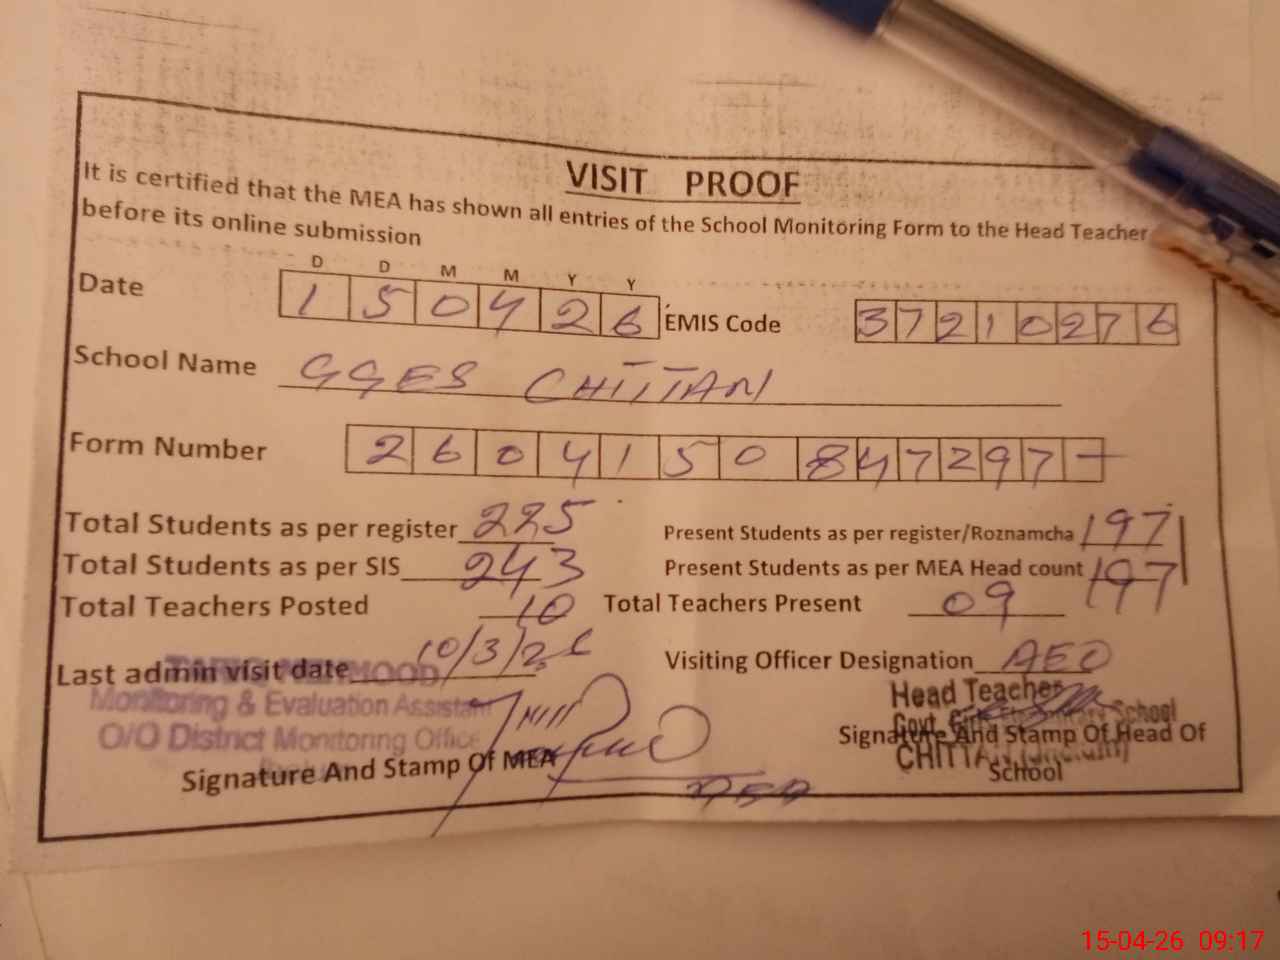 VISIT PROOF
It is certified that the MEA has shown all entries of the School Monitoring Form to the Head Teacher
before its online submission
D D M M Y Y
Date 1 5 0 4 2 6 EMIS Code 3 7 2 1 0 2 7 6
School Name GGES CHITTAN
Form Number 2 6 0 4 1 5 0 8 4 7 2 9 7 -
Total Students as per register 225 Present Students as per register/Roznamcha 197
Total Students as per SIS 243 Present Students as per MEA Head count 197
Total Teachers Posted 10 Total Teachers Present 09
Last admin visit date 10/3/26 Visiting Officer Designation AEO
MEHMOOD
Monitoring & Evaluation Assistant
O/O District Monitoring Office
Signature And Stamp Of MEA
Head Teacher
Govt. Girls Elementary School
Signature And Stamp Of Head Of
School
15-04-26 09:17